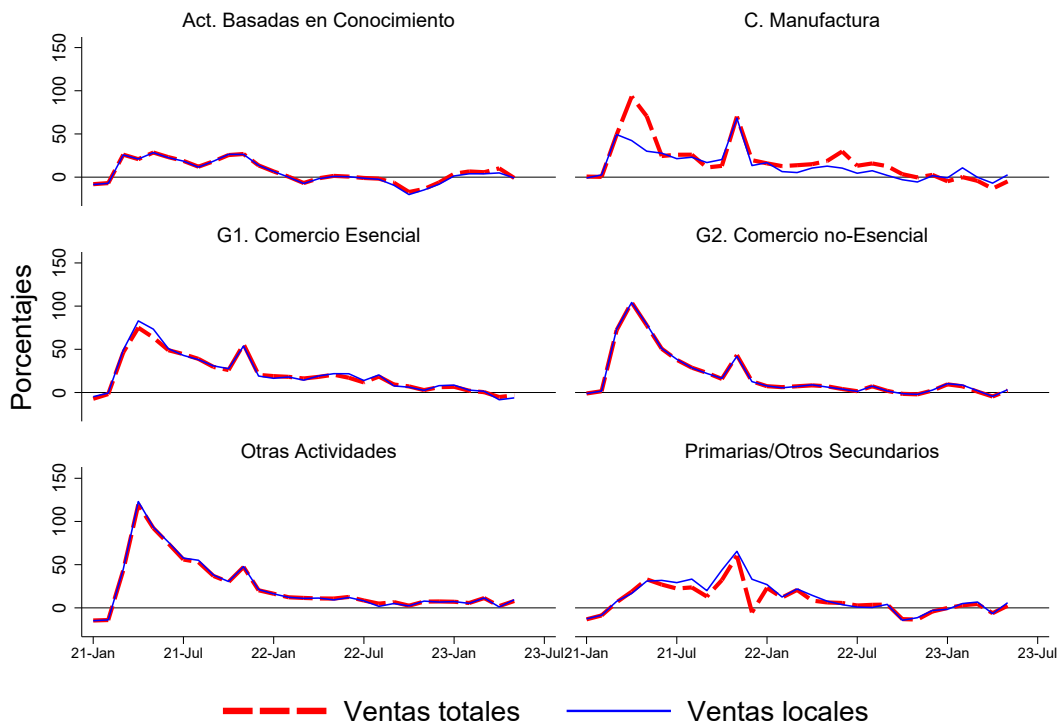 Act. Basadas en Conocimiento
C. Manufactura
150
100
50
0
G1. Comercio Esencial
G2. Comercio no-Esencial
150
100
50
0
Porcentajes
Otras Actividades
Primarias/Otros Secundarios
150
100
50
0
21-Jan 21-Jul 22-Jan 22-Jul 23-Jan 23-Jul
21-Jan 21-Jul 22-Jan 22-Jul 23-Jan 23-Jul
Ventas totales Ventas locales